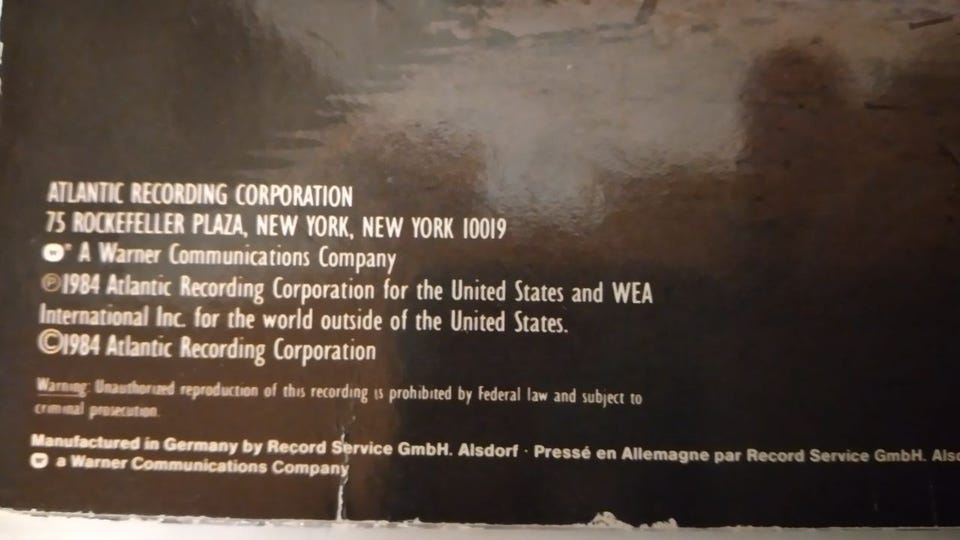 ATLANTIC RECORDING CORPORATION
75 ROCKEFELLER PLAZA, NEW YORK, NEW YORK 10019
A Warner Communications Company
Ⓟ1984 Atlantic Recording Corporation for the United States and WEA
International Inc. for the world outside of the United States.
©1984 Atlantic Recording Corporation
Warning: Unauthorized reproduction of this recording is prohibited by Federal law and subject to
criminal prosecution.
Manufactured in Germany by Record Service GmbH. Alsdorf · Pressé en Allemagne par Record Service GmbH.
a Warner Communications Company